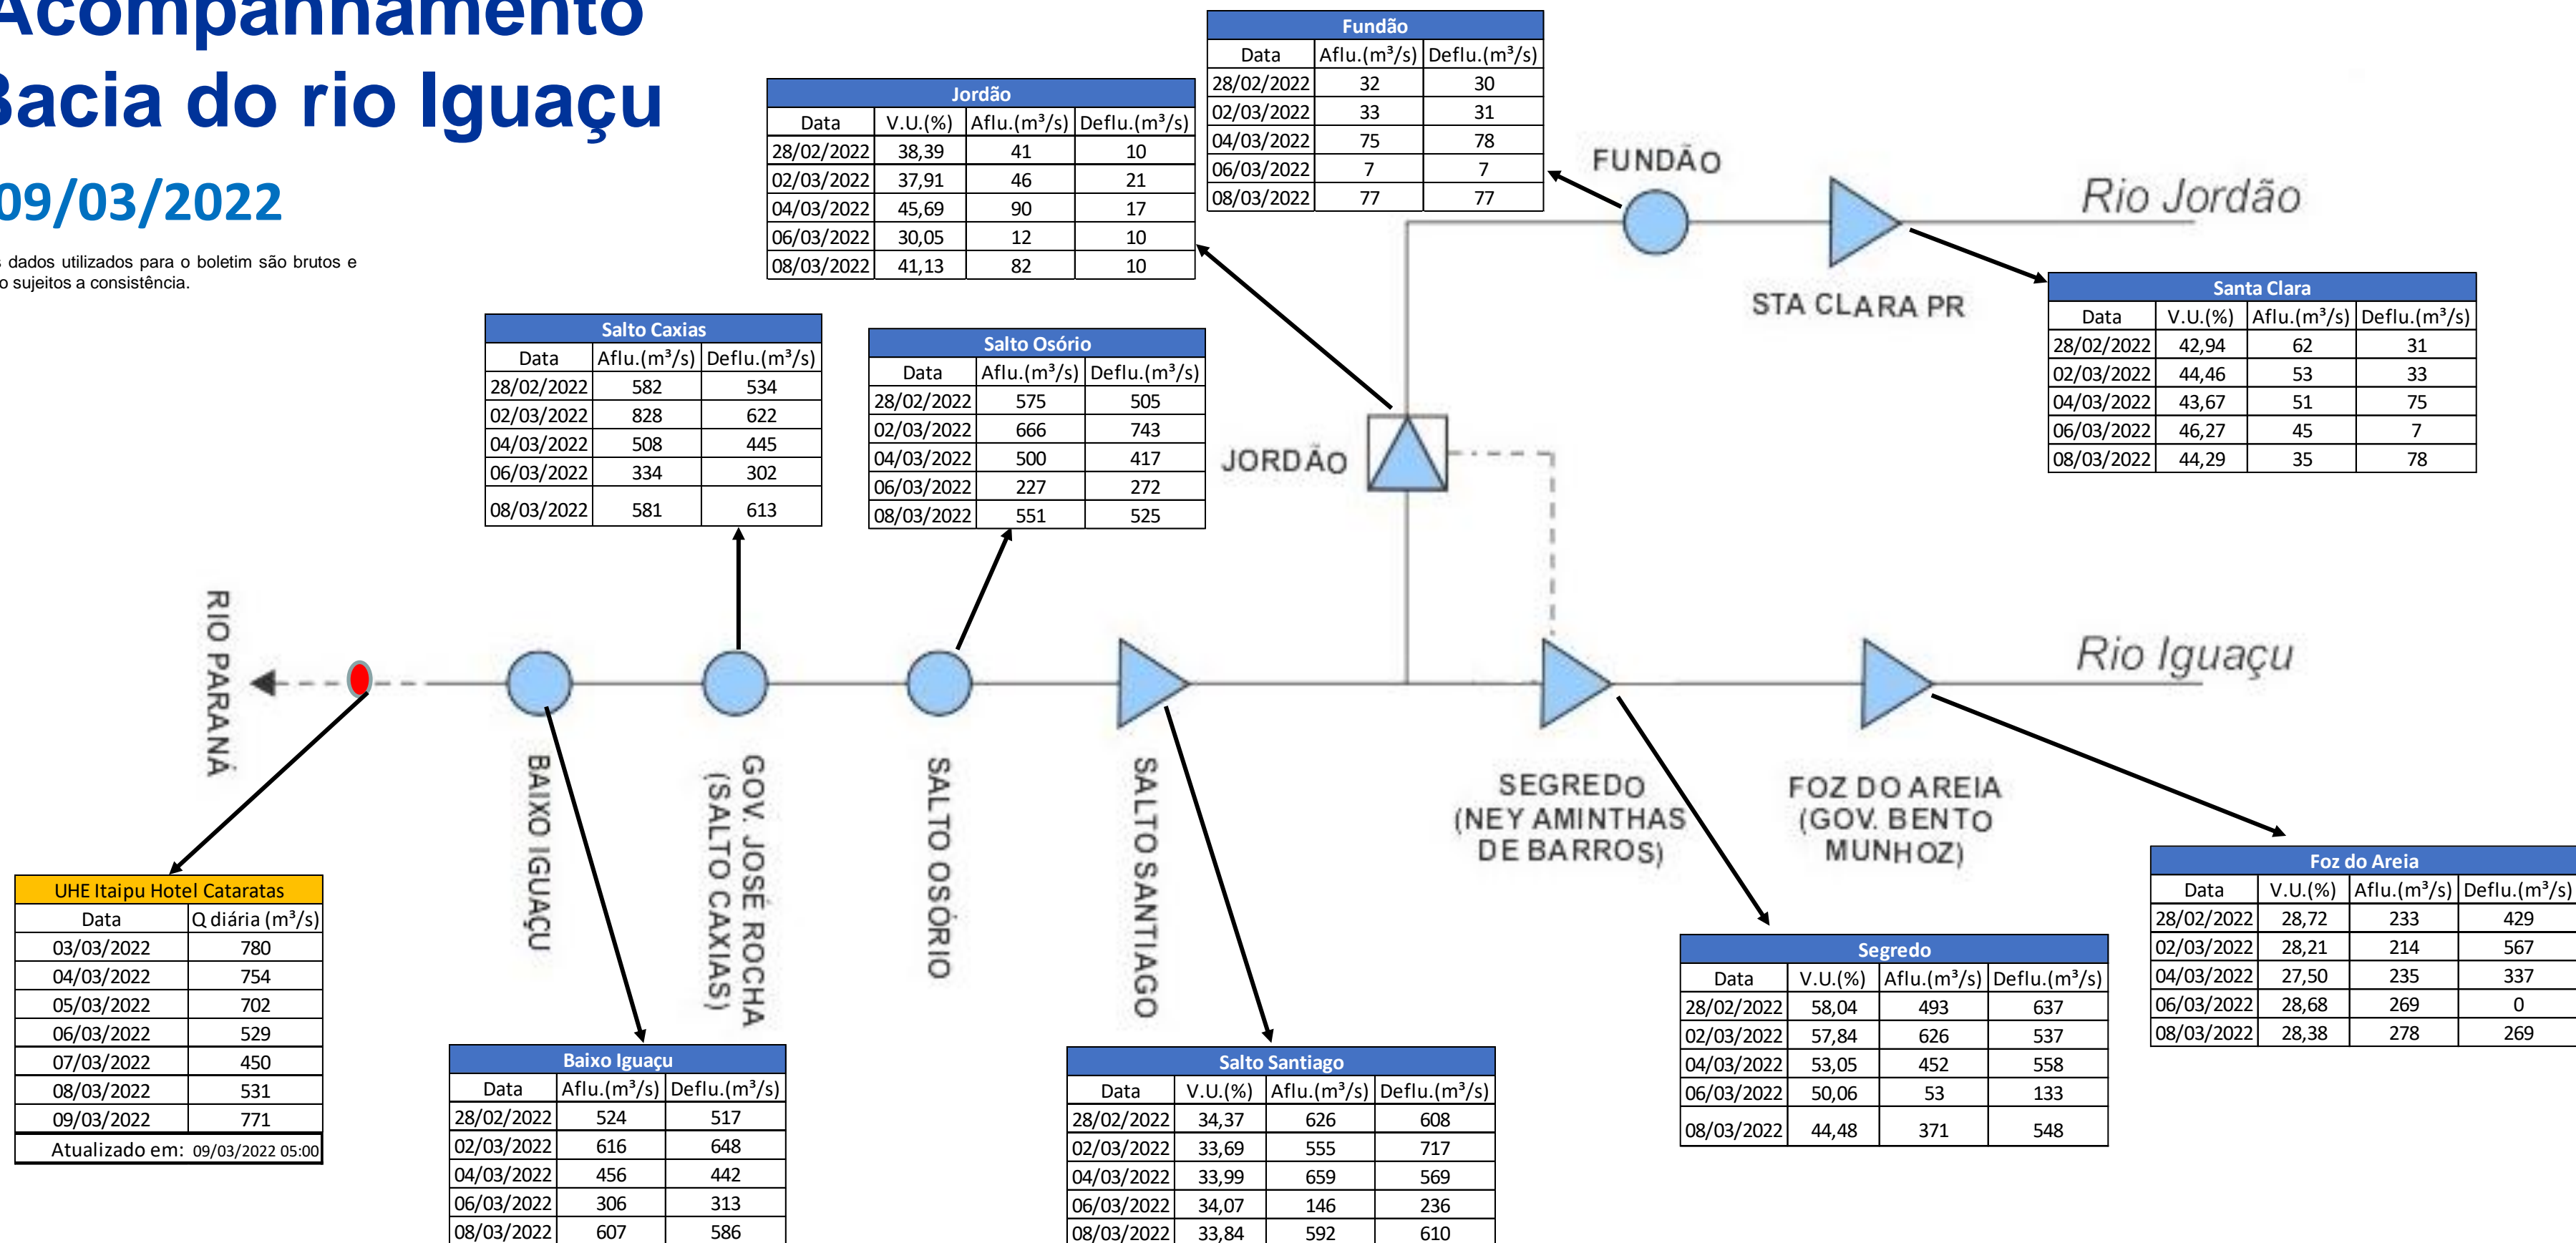 Acompanhamento
Bacia do rio Iguaçu
09/03/2022
dados utilizados para o boletim são brutos e
sujeitos a consistência.
Fundão
Data Aflu.(m³/s) Deflu.(m³/s)
28/02/2022 32 30
02/03/2022 33 31
04/03/2022 75 78
06/03/2022 7 7
08/03/2022 77 77
Jordão
Data V.U.(%) Aflu.(m³/s) Deflu.(m³/s)
28/02/2022 38,39 41 10
02/03/2022 37,91 46 21
04/03/2022 45,69 90 17
06/03/2022 30,05 12 10
08/03/2022 41,13 82 10
FUNDÃO
Rio Jordão
STA CLARA PR
Santa Clara
Data V.U.(%) Aflu.(m³/s) Deflu.(m³/s)
28/02/2022 42,94 62 31
02/03/2022 44,46 53 33
04/03/2022 43,67 51 75
06/03/2022 46,27 45 7
08/03/2022 44,29 35 78
Salto Caxias
Data Aflu.(m³/s) Deflu.(m³/s)
28/02/2022 582 534
02/03/2022 828 622
04/03/2022 508 445
06/03/2022 334 302
08/03/2022 581 613
Salto Osório
Data Aflu.(m³/s) Deflu.(m³/s)
28/02/2022 575 505
02/03/2022 666 743
04/03/2022 500 417
06/03/2022 227 272
08/03/2022 551 525
JORDÃO
RIO PARANÁ
Rio Iguaçu
BAIXO IGUAÇU
GOV. JOSÉ ROCHA
(SALTO CAXIAS)
SALTO OSÓRIO
SALTO SANTIAGO
SEGREDO
(NEY AMINTHAS
DE BARROS)
FOZ DO AREIA
(GOV. BENTO
MUNHOZ)
UHE Itaipu Hotel Cataratas
Data Q diária (m³/s)
03/03/2022 780
04/03/2022 754
05/03/2022 702
06/03/2022 529
07/03/2022 450
08/03/2022 531
09/03/2022 771
Atualizado em: 09/03/2022 05:00
Baixo Iguaçu
Data Aflu.(m³/s) Deflu.(m³/s)
28/02/2022 524 517
02/03/2022 616 648
04/03/2022 456 442
06/03/2022 306 313
08/03/2022 607 586
Salto Santiago
Data V.U.(%) Aflu.(m³/s) Deflu.(m³/s)
28/02/2022 34,37 626 608
02/03/2022 33,69 555 717
04/03/2022 33,99 659 569
06/03/2022 34,07 146 236
08/03/2022 33,84 592 610
Segredo
Data V.U.(%) Aflu.(m³/s) Deflu.(m³/s)
28/02/2022 58,04 493 637
02/03/2022 57,84 626 537
04/03/2022 53,05 452 558
06/03/2022 50,06 53 133
08/03/2022 44,48 371 548
Foz do Areia
Data V.U.(%) Aflu.(m³/s) Deflu.(m³/s)
28/02/2022 28,72 233 429
02/03/2022 28,21 214 567
04/03/2022 27,50 235 337
06/03/2022 28,68 269 0
08/03/2022 28,38 278 269